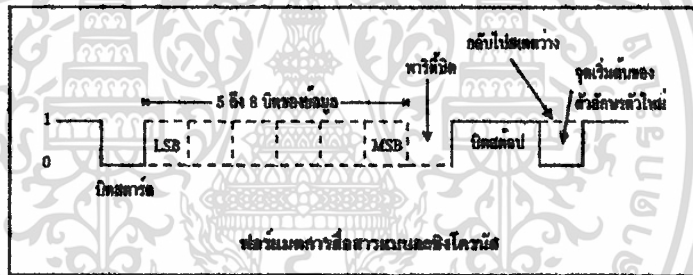 กลับไปสเตตว่าง
พาริตี้บิต
จุดเริ่มต้นของ
ตัวอักษรตัวใหม่
5 ถึง 8 บิตของข้อมูล
1
LSB
MSB
บิตสต๊อป
0
บิตสตาร์ต
ฟอร์แมตการสื่อสารแบบอะซิงโครนัส